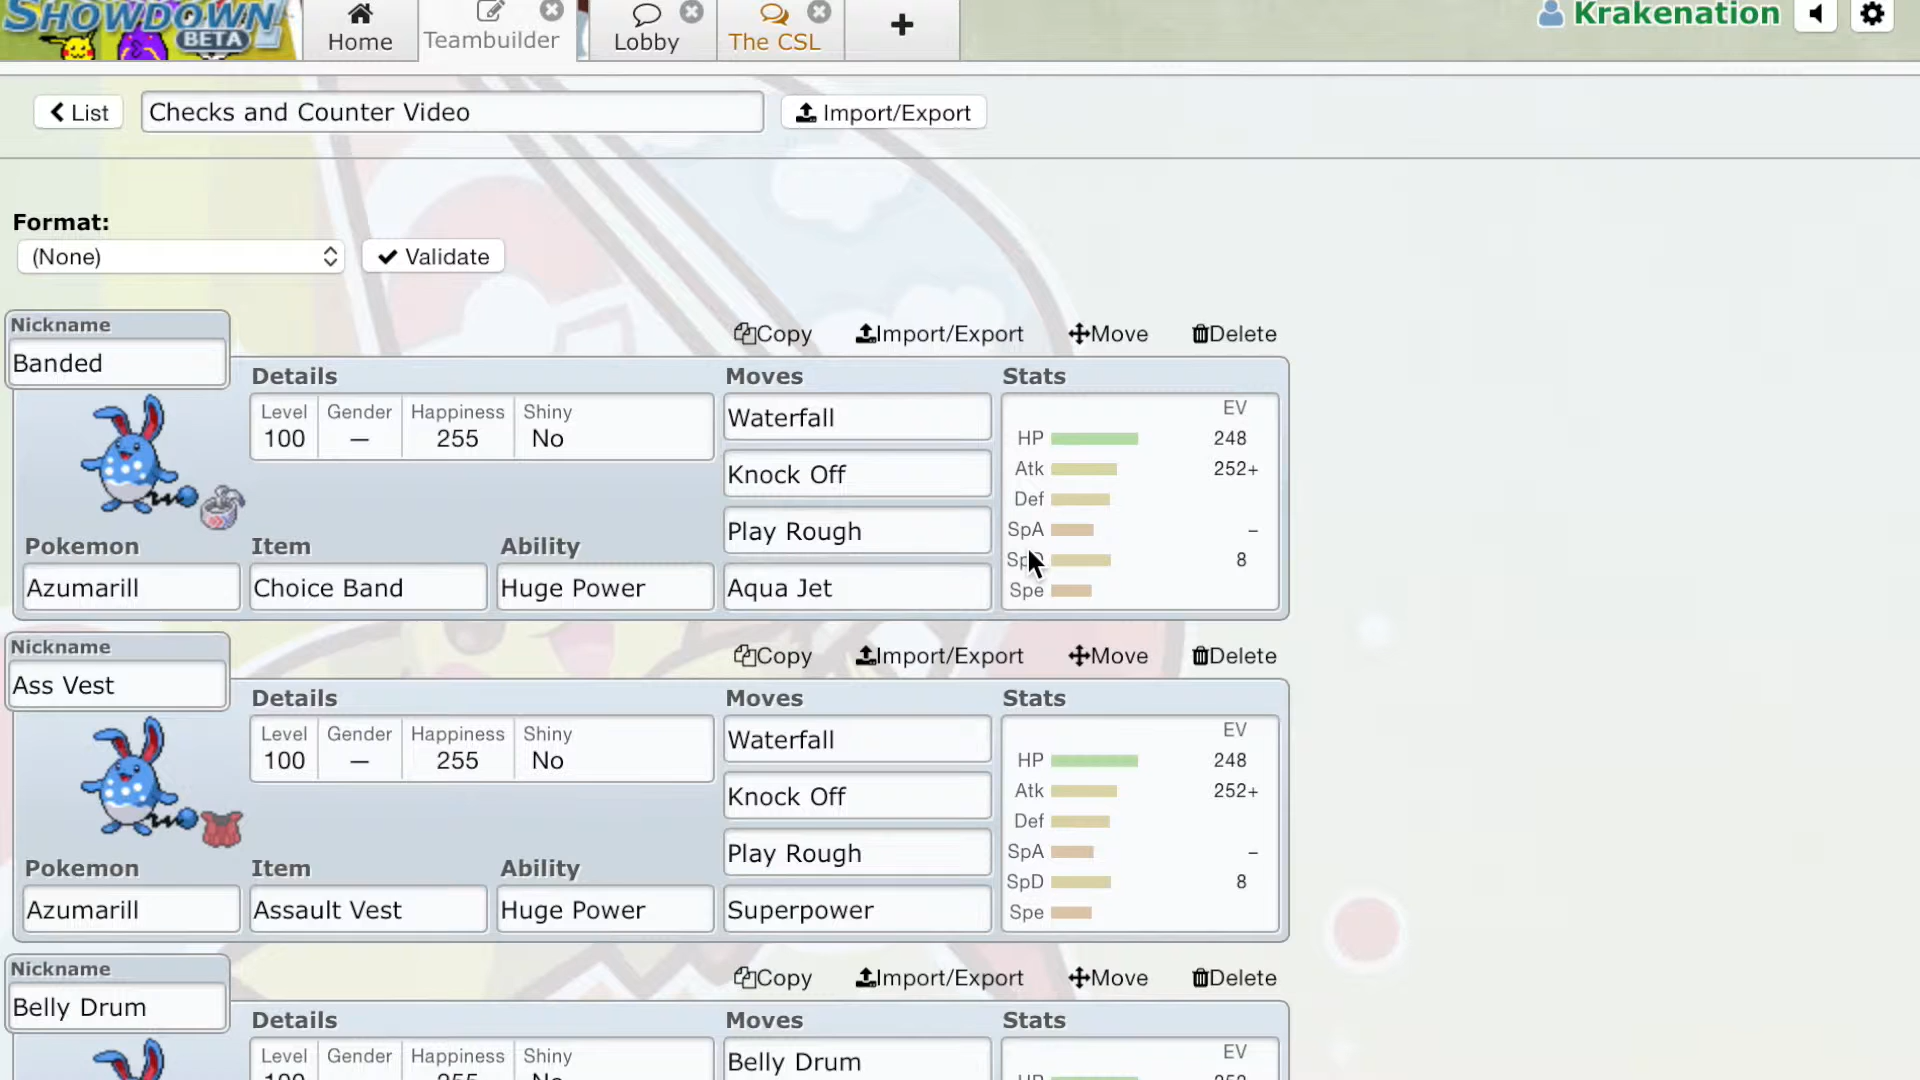 SHOWDOWN
BETA
Home
Teambuilder
Lobby
The CSL
Krakenation
List
Checks and Counter Video
Import/Export
Format:
(None)
Validate
Nickname
Banded
Copy Import/Export Move Delete
Details
Moves
Stats
Level Gender Happiness Shiny
100 — 255 No
Waterfall
Knock Off
Play Rough
Aqua Jet
EV
HP 248
Atk 252+
Def
SpA –
8
Spe
Pokemon Item Ability
Azumarill Choice Band Huge Power
Nickname
Ass Vest
Copy Import/Export Move Delete
Details
Moves
Stats
Level Gender Happiness Shiny
100 — 255 No
Waterfall
Knock Off
Play Rough
Superpower
EV
HP 248
Atk 252+
Def
SpA –
SpD 8
Spe
Pokemon Item Ability
Azumarill Assault Vest Huge Power
Nickname
Belly Drum
Copy Import/Export Move Delete
Details
Moves
Stats
Level Gender Happiness Shiny
Belly Drum
EV